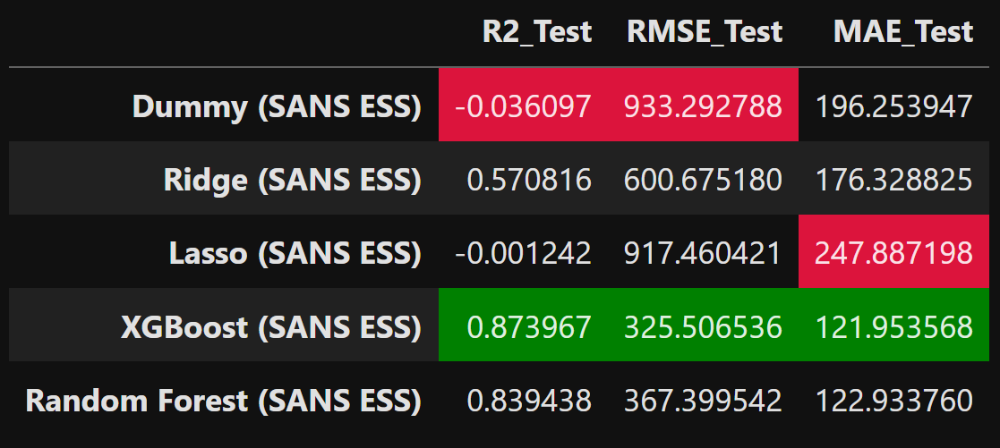 R2_Test RMSE_Test MAE_Test
Dummy (SANS ESS) -0.036097 933.292788 196.253947
Ridge (SANS ESS) 0.570816 600.675180 176.328825
Lasso (SANS ESS) -0.001242 917.460421 247.887198
XGBoost (SANS ESS) 0.873967 325.506536 121.953568
Random Forest (SANS ESS) 0.839438 367.399542 122.933760